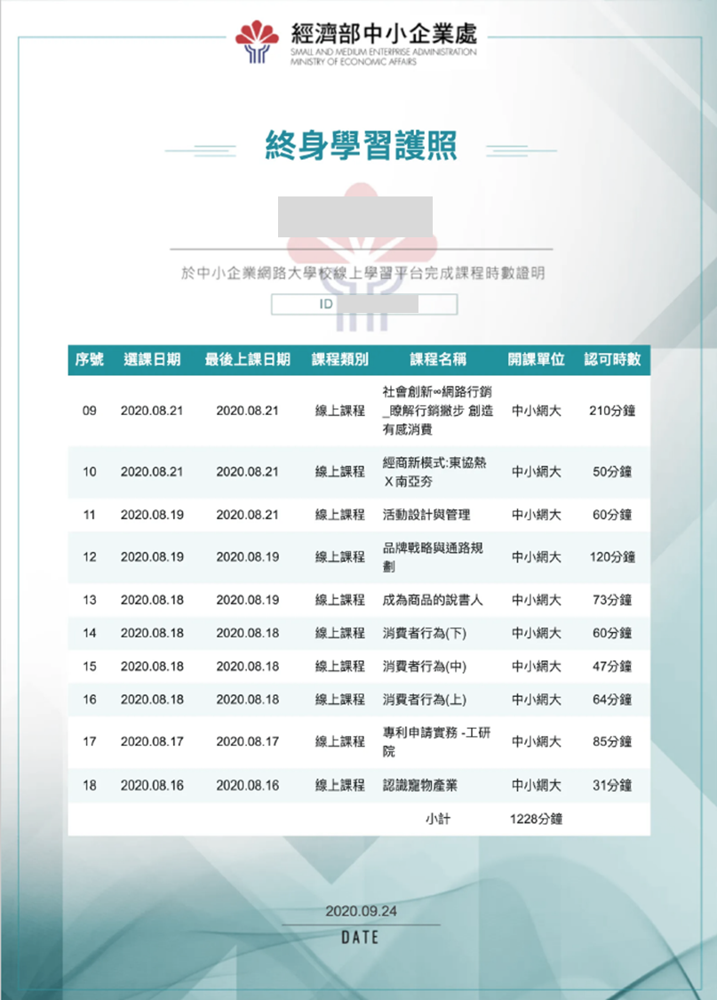 經濟部中小企業處
SMALL AND MEDIUM ENTERPRISE ADMINISTRATION
MINISTRY OF ECONOMIC AFFAIRS
終身學習護照
於中小企業網路大學校線上學習平台完成課程時數證明
ID
序號 選課日期 最後上課日期 課程類別 課程名稱 開課單位 認可時數
09 2020.08.21 2020.08.21 線上課程 社會創新∞網路行銷
_瞭解行銷撇步 創造
有感消費 中小網大 210分鐘
10 2020.08.21 2020.08.21 線上課程 經商新模式:東協熱
X南亞夯 中小網大 50分鐘
11 2020.08.19 2020.08.21 線上課程 活動設計與管理 中小網大 60分鐘
12 2020.08.19 2020.08.19 線上課程 品牌戰略與通路規
劃 中小網大 120分鐘
13 2020.08.18 2020.08.19 線上課程 成為商品的說書人 中小網大 73分鐘
14 2020.08.18 2020.08.18 線上課程 消費者行為(下) 中小網大 60分鐘
15 2020.08.18 2020.08.18 線上課程 消費者行為(中) 中小網大 47分鐘
16 2020.08.18 2020.08.18 線上課程 消費者行為(上) 中小網大 64分鐘
17 2020.08.17 2020.08.17 線上課程 專利申請實務 -工研
院 中小網大 85分鐘
18 2020.08.16 2020.08.16 線上課程 認識寵物產業 中小網大 31分鐘
小計 1228分鐘
2020.09.24
DATE